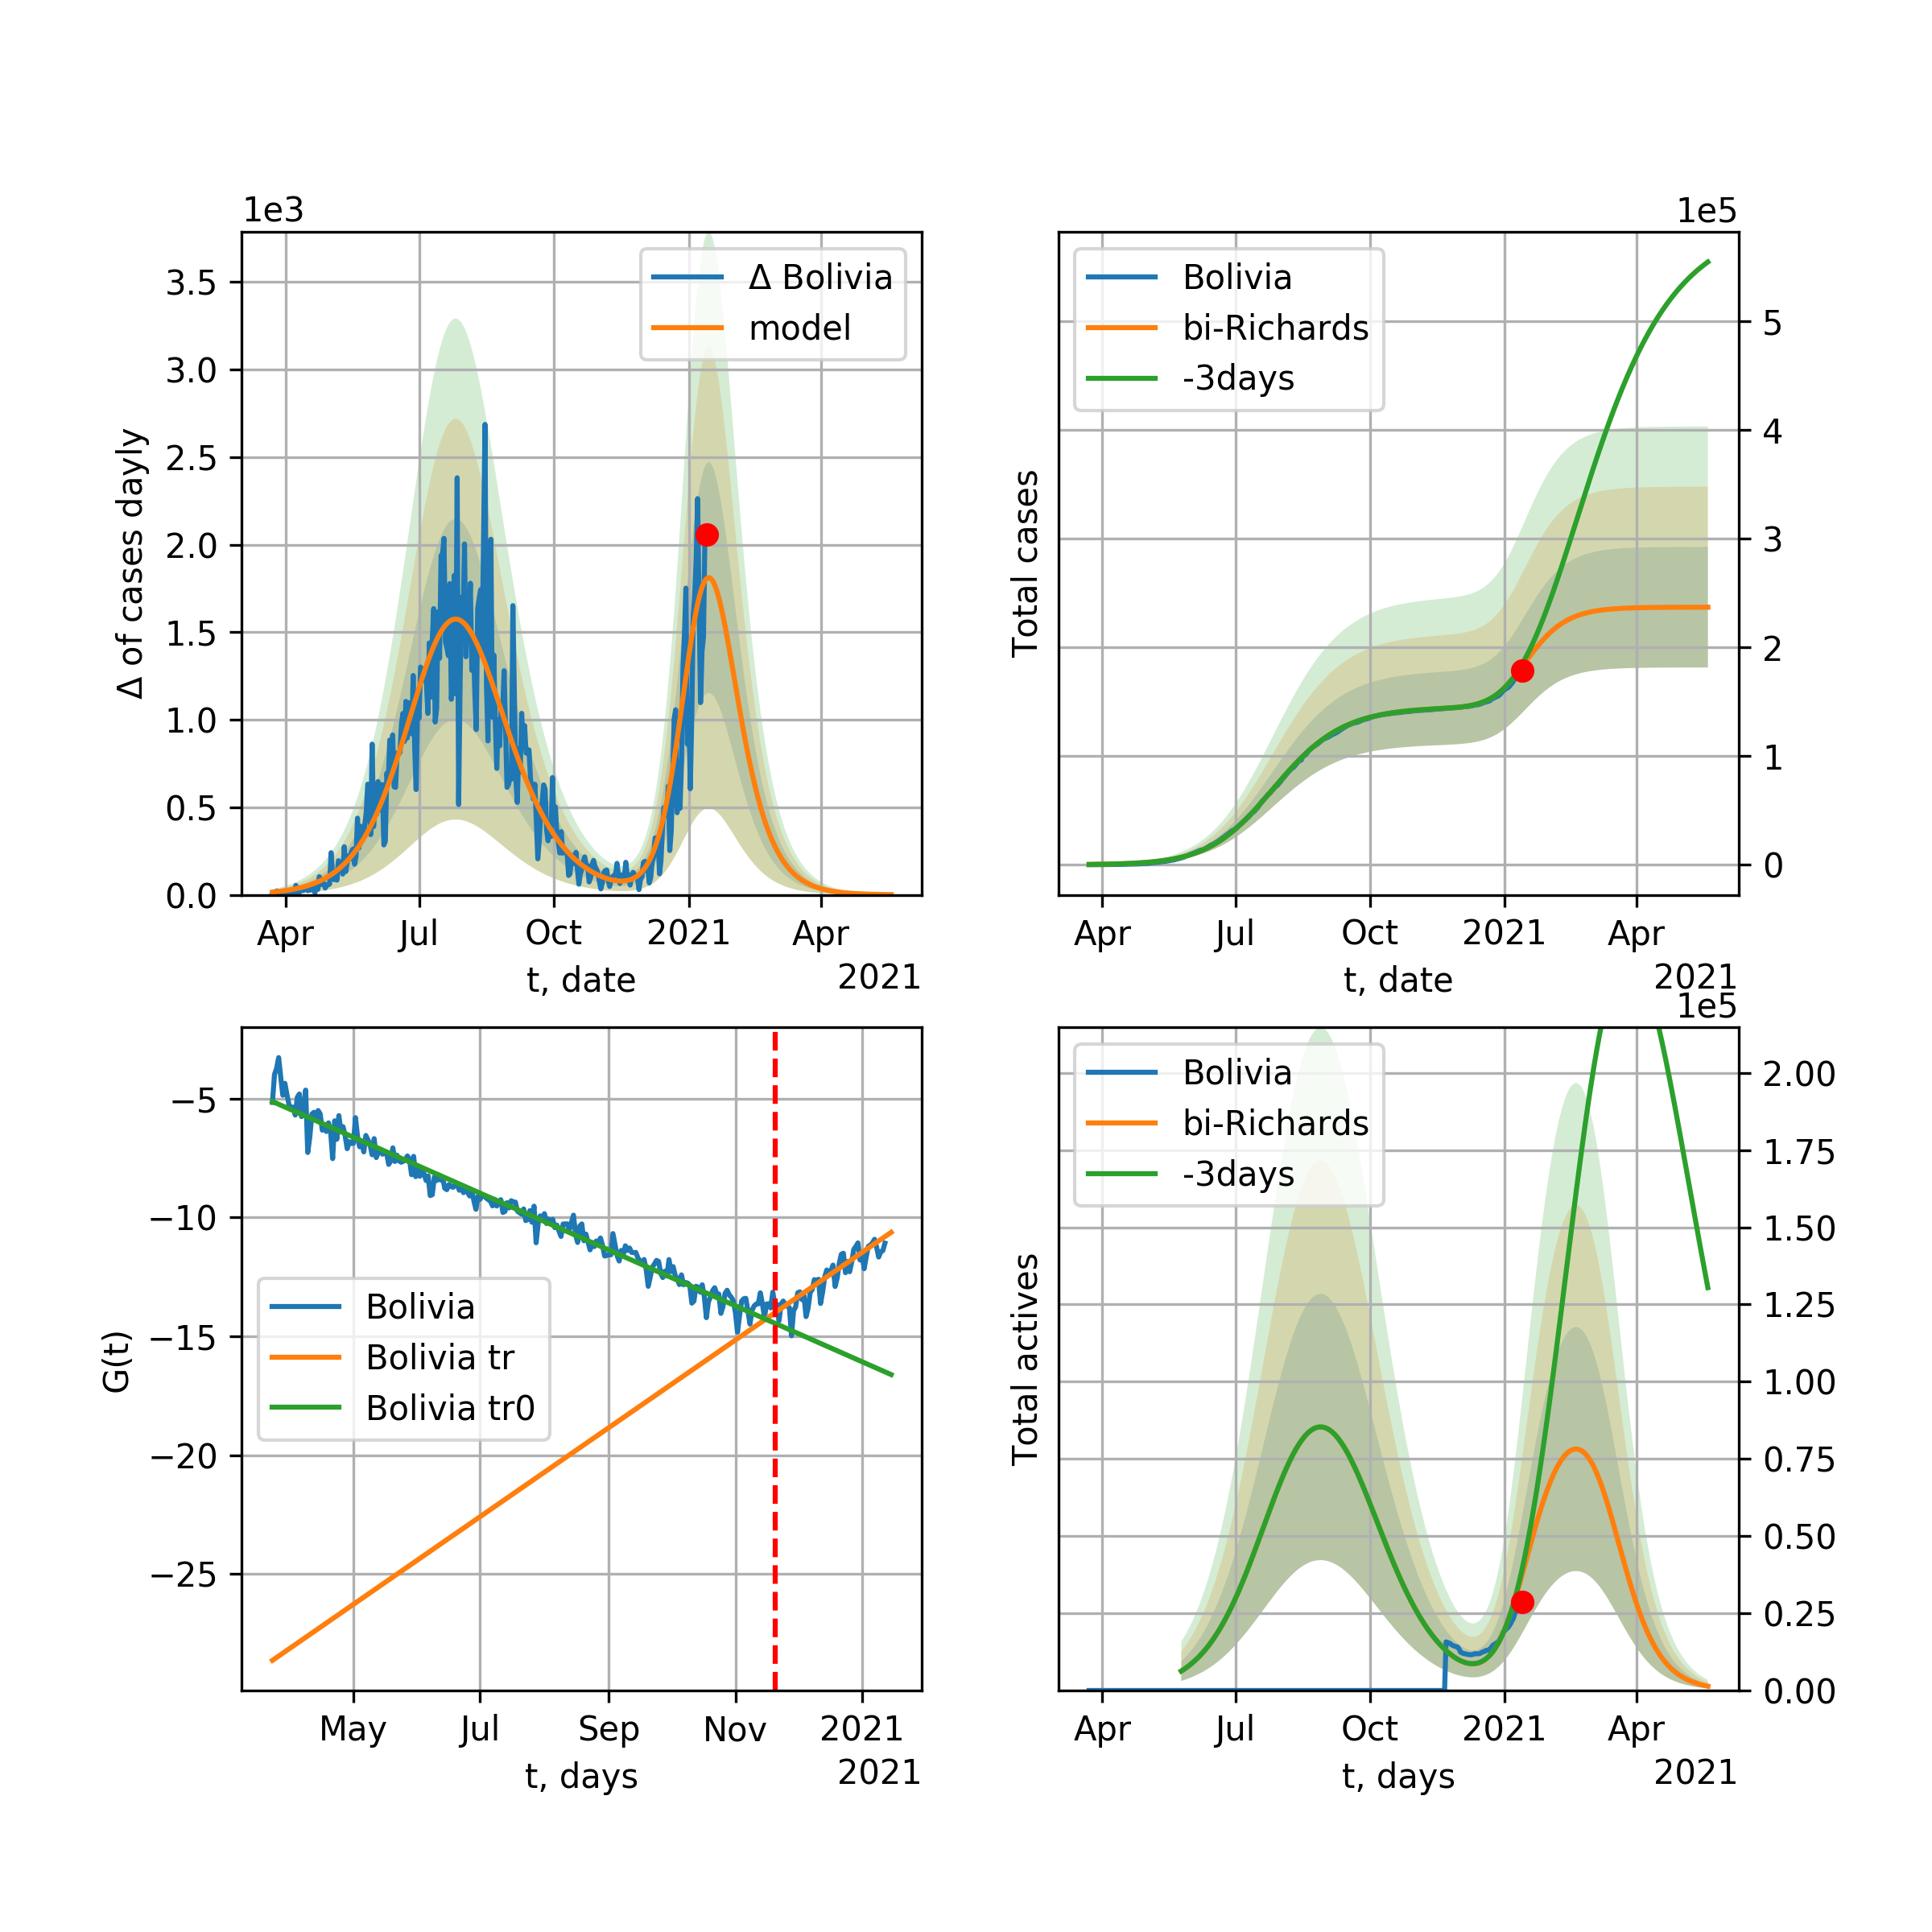 1e3
3.5
3.0
2.5
2.0
1.5
1.0
0.5
0.0
Δ of cases dayly
Δ Bolivia
model
Apr Jul Oct 2021 Apr
t, date
2021
1e5
Bolivia
bi-Richards
-3days
Total cases
5
4
3
2
1
0
Apr Jul Oct 2021 Apr
t, date
2021
−5
−10
−15
−20
−25
G(t)
Bolivia
Bolivia tr
Bolivia tr0
May Jul Sep Nov 2021
t, days
2021
1e5
Bolivia
bi-Richards
-3days
Total actives
2.00
1.75
1.50
1.25
1.00
0.75
0.50
0.25
0.00
Apr Jul Oct 2021 Apr
t, days
2021